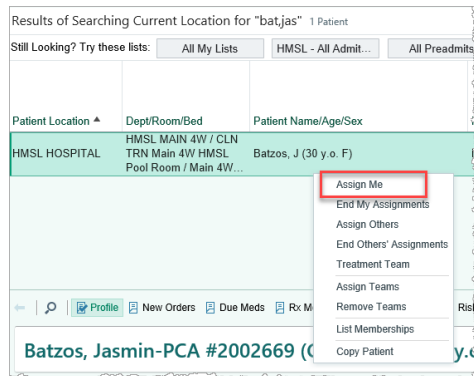 Results of Searching Current Location for "bat,jas" 1 Patient
Still Looking? Try these lists: All My Lists HMSL - All Admit... All Preadmits
Patient Location Dept/Room/Bed Patient Name/Age/Sex
HMSL MAIN 4W / CLN
HMSL HOSPITAL TRN Main 4W HMSL Batzos, J (30 y.o. F)
Pool Room / Main 4W...
Assign Me
End My Assignments
Assign Others
End Others' Assignments
Treatment Team
Assign Teams
Profile New Orders Due Meds Rx Remove Teams
List Memberships
Batzos, Jasmin-PCA #2002669 Copy Patient